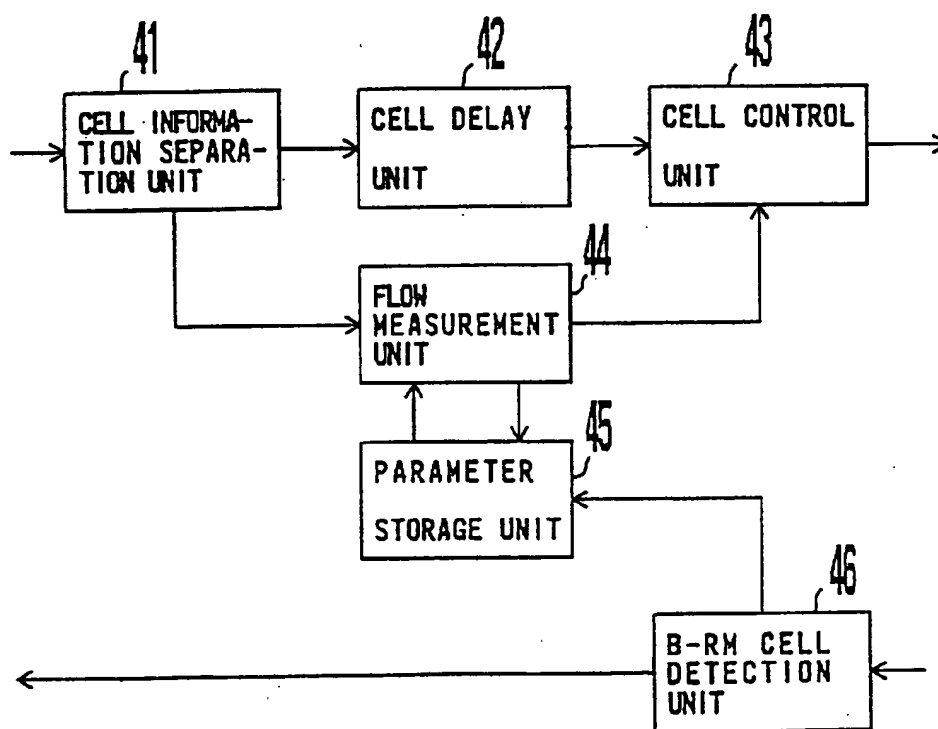 41
42
43
CELL INFORMA-
TION SEPARA-
TION UNIT
CELL DELAY
UNIT
CELL CONTROL
UNIT
44
FLOW
MEASUREMENT
UNIT
45
PARAMETER
STORAGE UNIT
46
B-RM CELL
DETECTION
UNIT